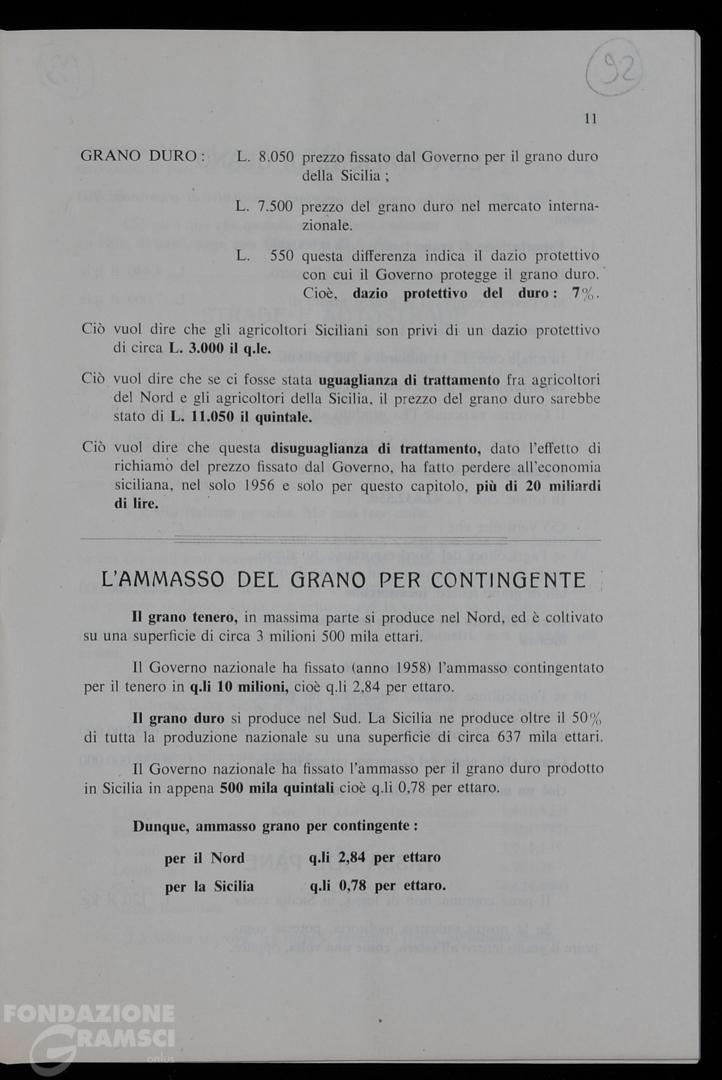 92
11
GRANO DURO : L. 8.050 prezzo fissato dal Governo per il grano duro
della Sicilia ;
L. 7.500 prezzo del grano duro nel mercato interna-
zionale.
L. 550 questa differenza indica il dazio protettivo
con cui il Governo protegge il grano duro.
Cioè, dazio protettivo del duro : 7%.
Ciò vuol dire che gli agricoltori Siciliani son privi di un dazio protettivo
di circa L. 3.000 il q.le.
Ciò vuol dire che se ci fosse stata uguaglianza di trattamento fra agricoltori
del Nord e gli agricoltori della Sicilia, il prezzo del grano duro sarebbe
stato di L. 11.050 il quintale.
Ciò vuol dire che questa disuguaglianza di trattamento, dato l'effetto di
richiamo del prezzo fissato dal Governo, ha fatto perdere all'economia
siciliana, nel solo 1956 e solo per questo capitolo, più di 20 miliardi
di lire.
L'AMMASSO DEL GRANO PER CONTINGENTE
Il grano tenero, in massima parte si produce nel Nord, ed è coltivato
su una superficie di circa 3 milioni 500 mila ettari.
Il Governo nazionale ha fissato (anno 1958) l'ammasso contingentato
per il tenero in q.li 10 milioni, cioè q.li 2,84 per ettaro.
Il grano duro si produce nel Sud. La Sicilia ne produce oltre il 50%
di tutta la produzione nazionale su una superficie di circa 637 mila ettari.
Il Governo nazionale ha fissato l'ammasso per il grano duro prodotto
in Sicilia in appena 500 mila quintali cioè q.li 0,78 per ettaro.
Dunque, ammasso grano per contingente :
per il Nord q.li 2,84 per ettaro
per la Sicilia q.li 0,78 per ettaro.
FONDAZIONE
GRAMSCI
onlus